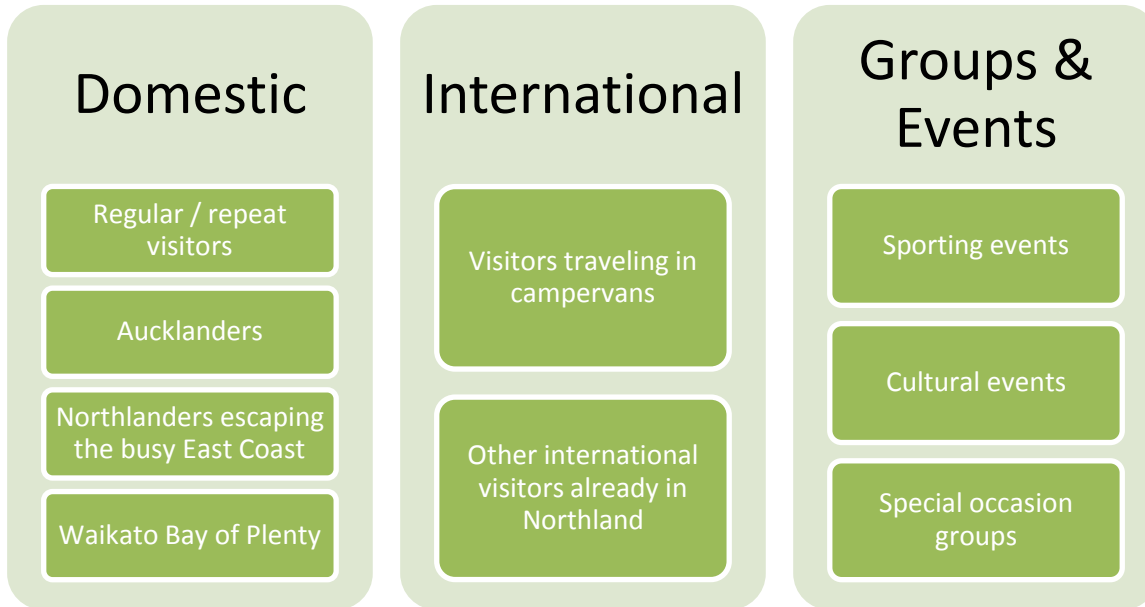 Domestic
Regular / repeat
visitors
Aucklanders
Northlanders escaping
the busy East Coast
Waikato Bay of Plenty
International
Visitors traveling in
campervans
Other international
visitors already in
Northland
Groups &
Events
Sporting events
Cultural events
Special occasion
groups